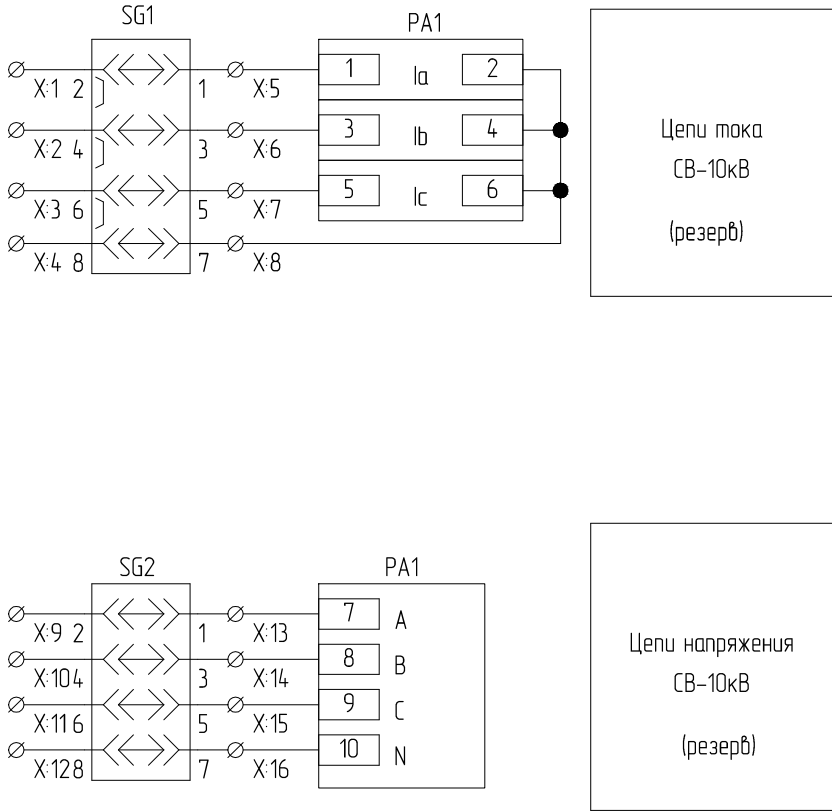 SG1
PA1
X:1 2 1 X:5 1 Ia 2
X:2 4 3 X:6 3 Ib 4
X:3 6 5 X:7 5 Ic 6
X:4 8 7 X:8
Цепи тока
СВ-10кВ
(резерв)
SG2
PA1
X:9 2 1 X:13 7 A
X:10 4 3 X:14 8 B
X:11 6 5 X:15 9 C
X:12 8 7 X:16 10 N
Цепи напряжения
СВ-10кВ
(резерв)